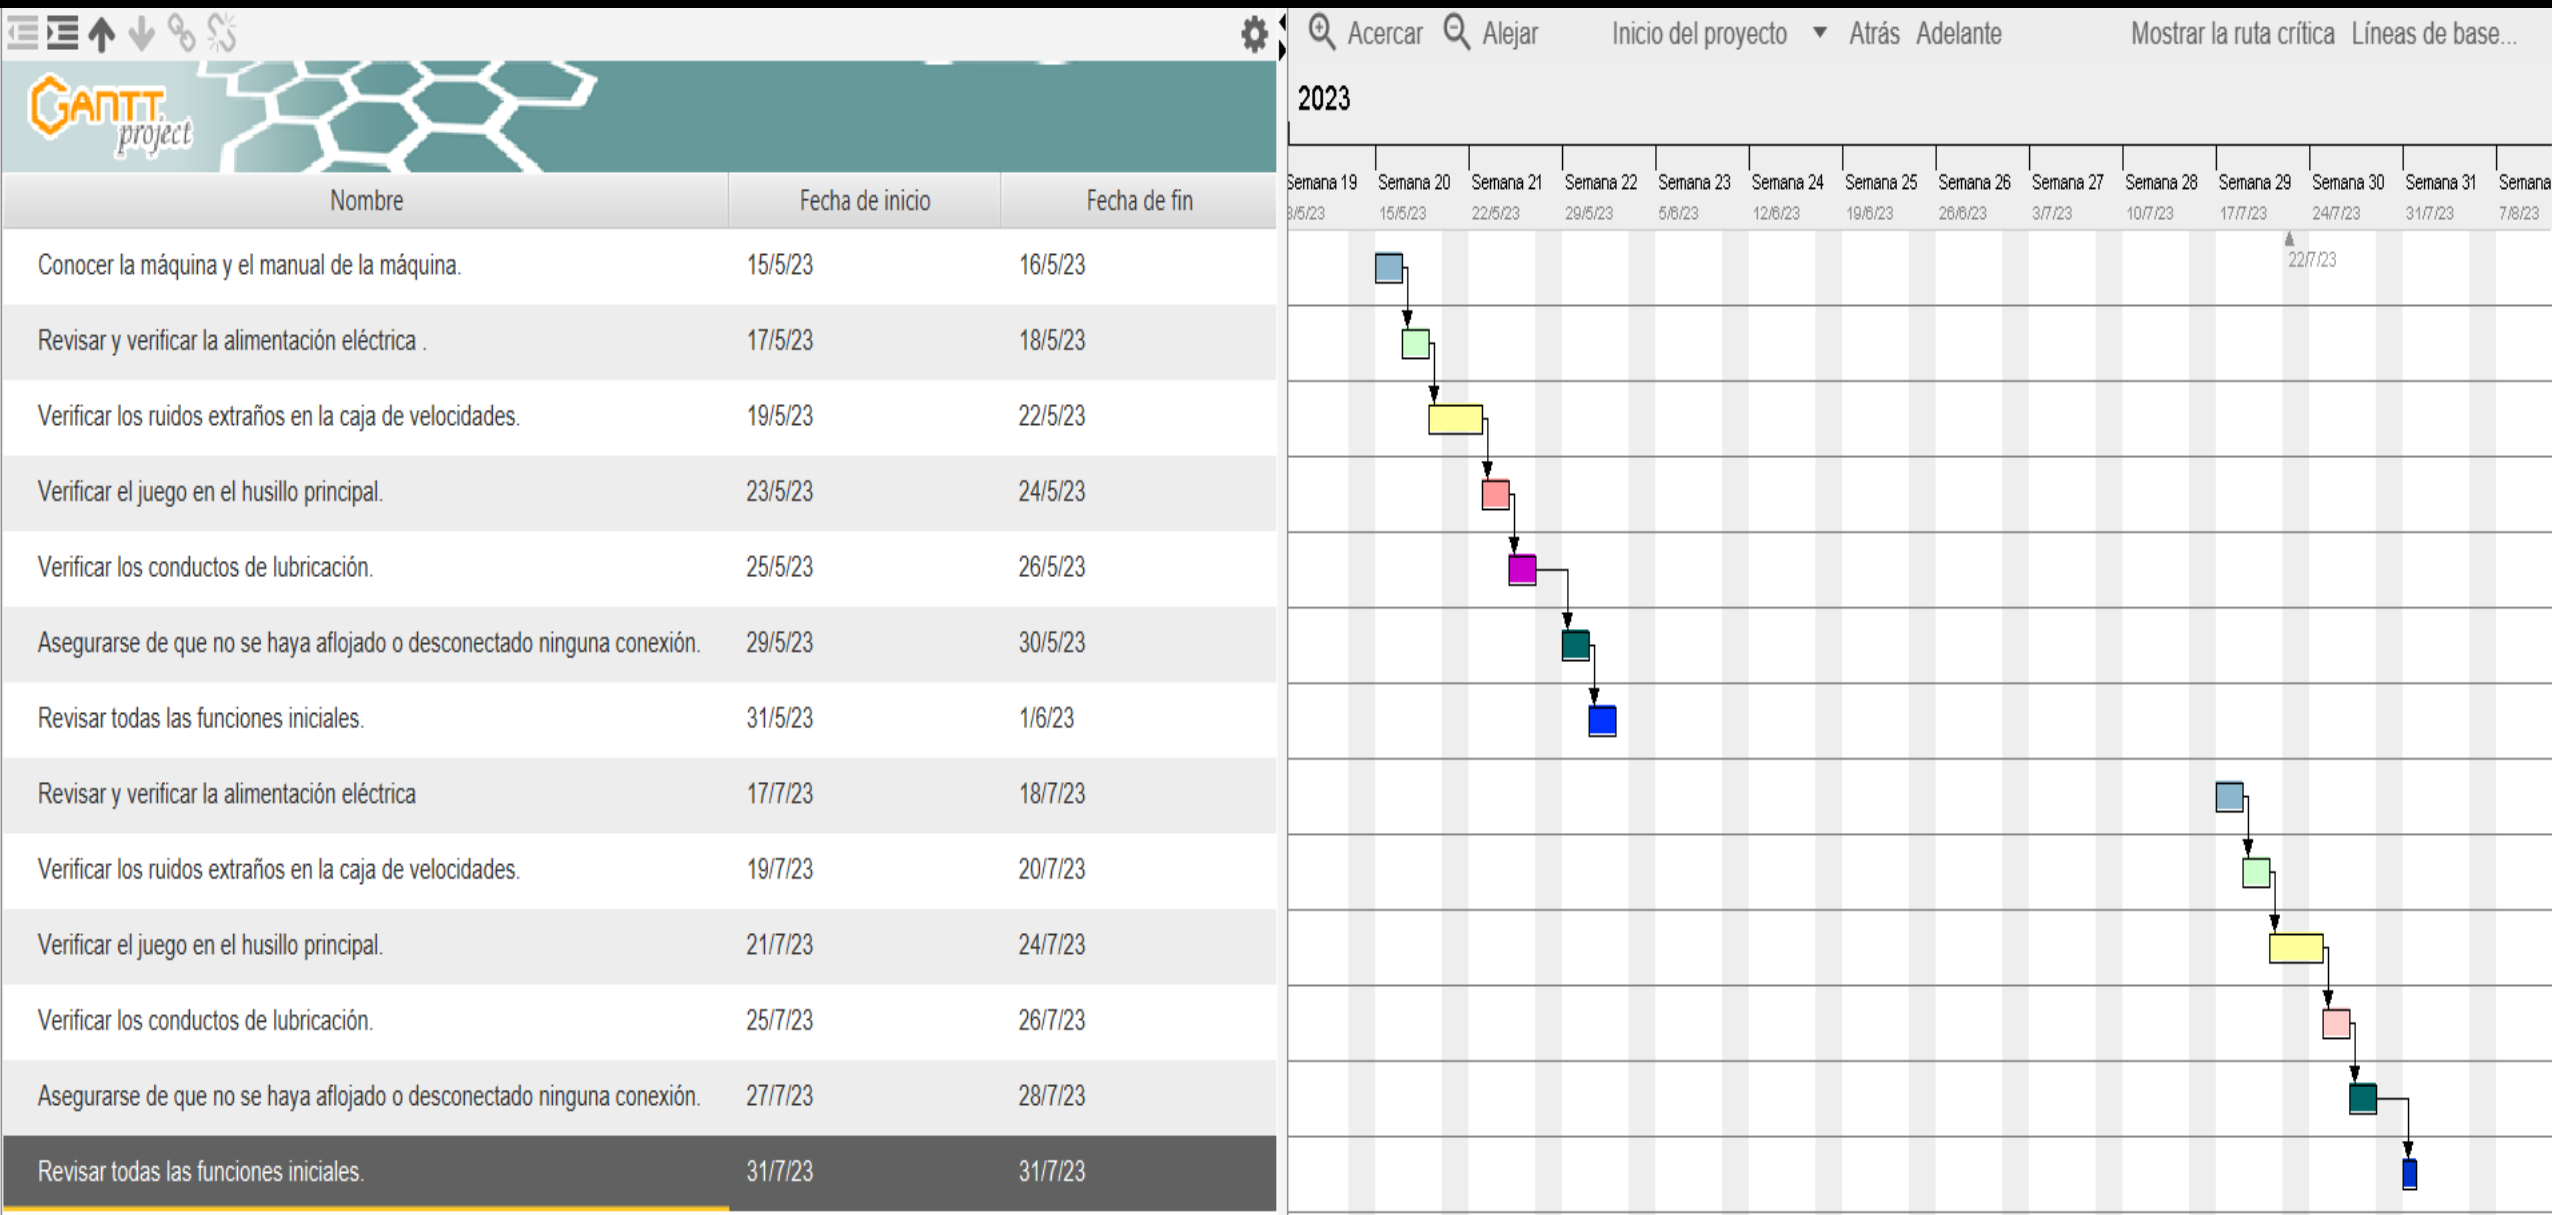 Acercar Alejar Inicio del proyecto Atrás Adelante Mostrar la ruta crítica Líneas de base...
GANTT
project
2023
Nombre Fecha de inicio Fecha de fin
Semana 19 Semana 20 Semana 21 Semana 22 Semana 23 Semana 24 Semana 25 Semana 26 Semana 27 Semana 28 Semana 29 Semana 30 Semana 31 Semana
/5/23 15/5/23 22/5/23 29/5/23 5/6/23 12/6/23 19/6/23 26/6/23 3/7/23 10/7/23 17/7/23 24/7/23 31/7/23 7/8/23
22/7/23
Conocer la máquina y el manual de la máquina. 15/5/23 16/5/23
Revisar y verificar la alimentación eléctrica . 17/5/23 18/5/23
Verificar los ruidos extraños en la caja de velocidades. 19/5/23 22/5/23
Verificar el juego en el husillo principal. 23/5/23 24/5/23
Verificar los conductos de lubricación. 25/5/23 26/5/23
Asegurarse de que no se haya aflojado o desconectado ninguna conexión. 29/5/23 30/5/23
Revisar todas las funciones iniciales. 31/5/23 1/6/23
Revisar y verificar la alimentación eléctrica 17/7/23 18/7/23
Verificar los ruidos extraños en la caja de velocidades. 19/7/23 20/7/23
Verificar el juego en el husillo principal. 21/7/23 24/7/23
Verificar los conductos de lubricación. 25/7/23 26/7/23
Asegurarse de que no se haya aflojado o desconectado ninguna conexión. 27/7/23 28/7/23
Revisar todas las funciones iniciales. 31/7/23 31/7/23